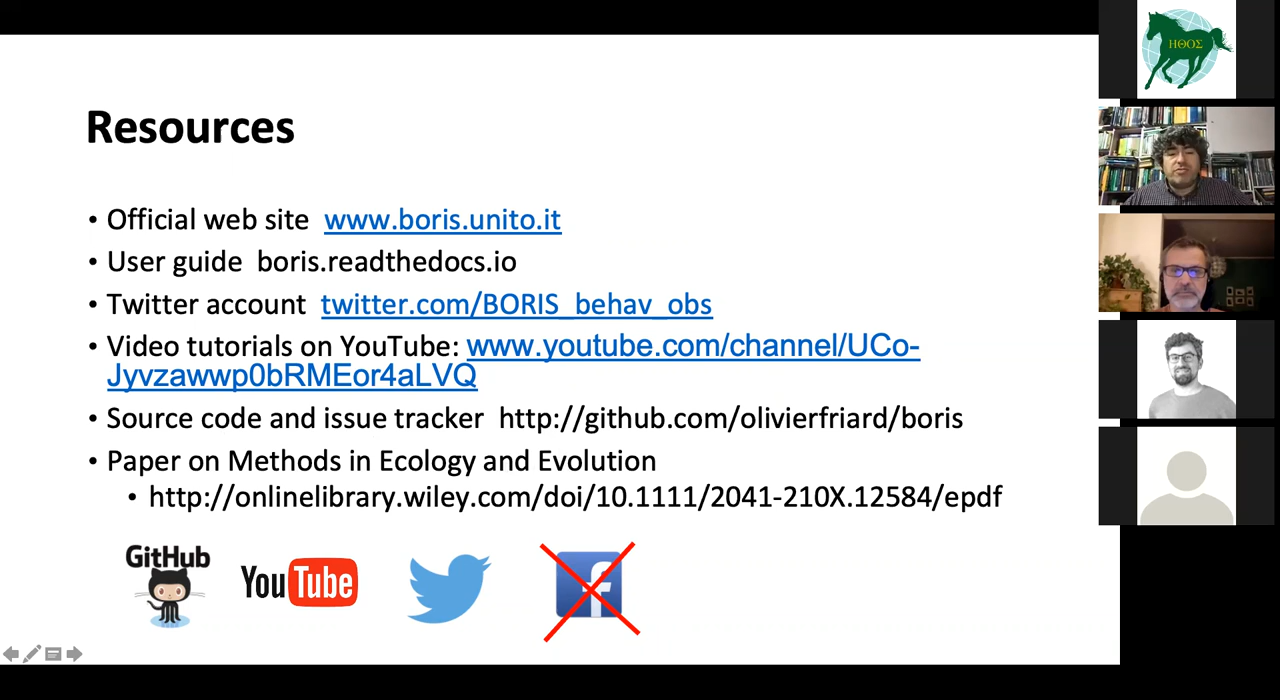 Resources
• Official web site www.boris.unito.it
• User guide boris.readthedocs.io
• Twitter account twitter.com/BORIS_behav_obs
• Video tutorials on YouTube: www.youtube.com/channel/UCo-
Jyvzawwp0bRMEor4aLVQ
• Source code and issue tracker http://github.com/olivierfriard/boris
• Paper on Methods in Ecology and Evolution
• http://onlinelibrary.wiley.com/doi/10.1111/2041-210X.12584/epdf
GitHub
YouTube
f
ΗΘΟΣ